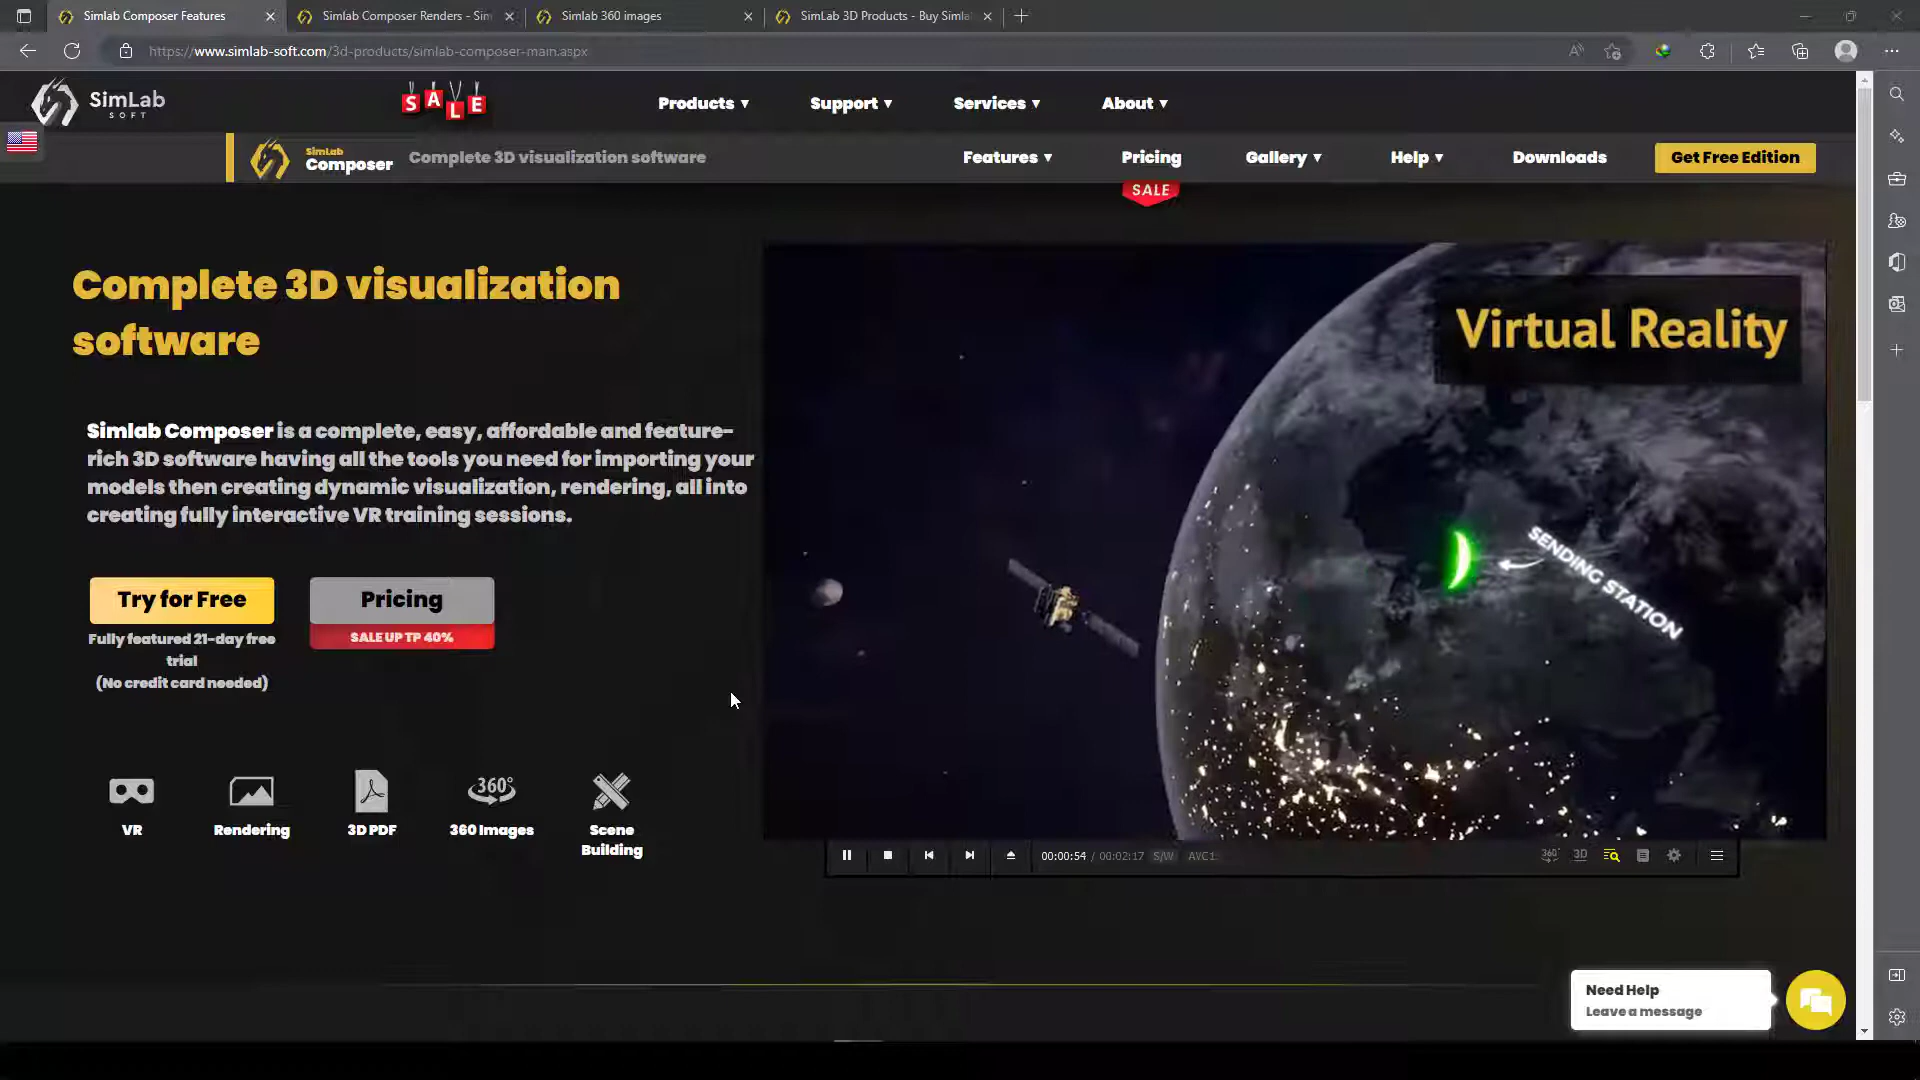 Simlab Composer Features
Simlab Composer Renders - Sim
Simlab 360 images
SimLab 3D Products - Buy Simla
https://www.simlab-soft.com/3d-products/simlab-composer-main.aspx
SimLab
SOFT
SALE
Products ▾
Support ▾
Services ▾
About ▾
SimLab
Composer
Complete 3D visualization software
Features ▾
Pricing
Gallery ▾
Help ▾
Downloads
Get Free Edition
SALE
Complete 3D visualization
software
Virtual Reality
Simlab Composer is a complete, easy, affordable and feature-
rich 3D software having all the tools you need for importing your
models then creating dynamic visualization, rendering, all into
creating fully interactive VR training sessions.
SENDING STATION
Try for Free
Pricing
SALE UP TP 40%
Fully featured 21-day free
trial
(No credit card needed)
360°
VR
Rendering
3D PDF
360 Images
Scene
Building
00:00:54 / 00:02:17 S/W AVC1
360° 3D
Need Help
Leave a message